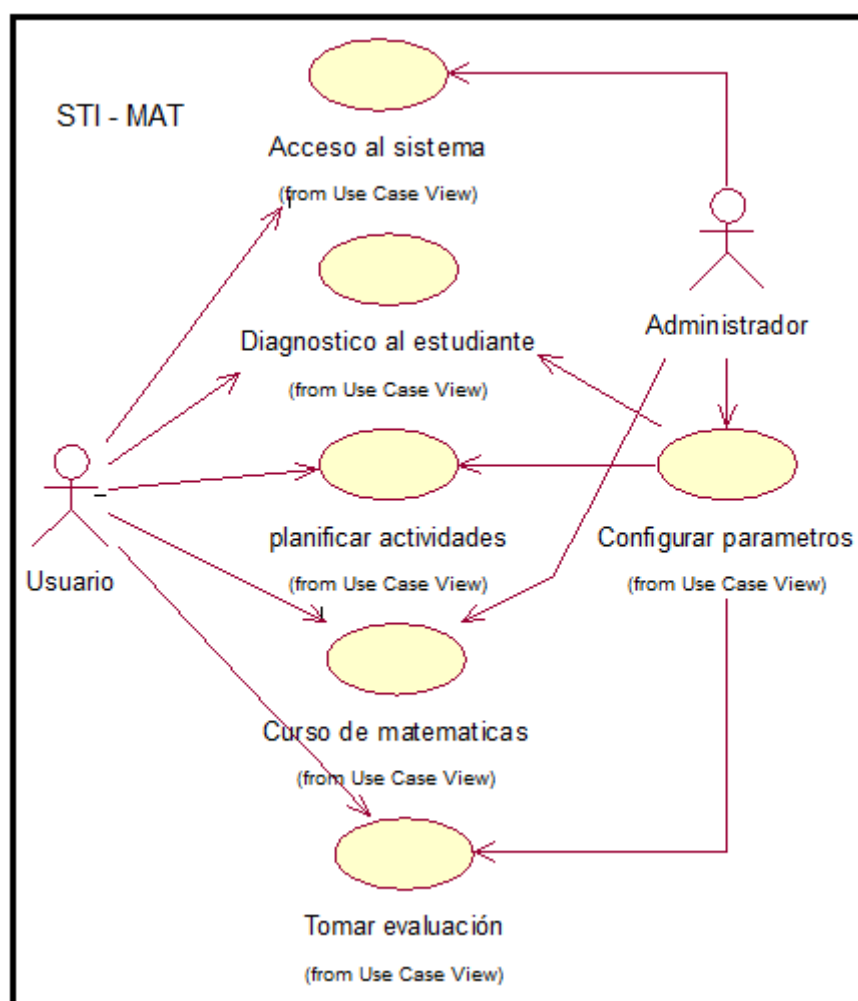 STI - MAT
Acceso al sistema
(from Use Case View)
Diagnostico al estudiante
(from Use Case View)
Administrador
planificar actividades
(from Use Case View)
Configurar parametros
(from Use Case View)
Usuario
Curso de matematicas
(from Use Case View)
Tomar evaluación
(from Use Case View)